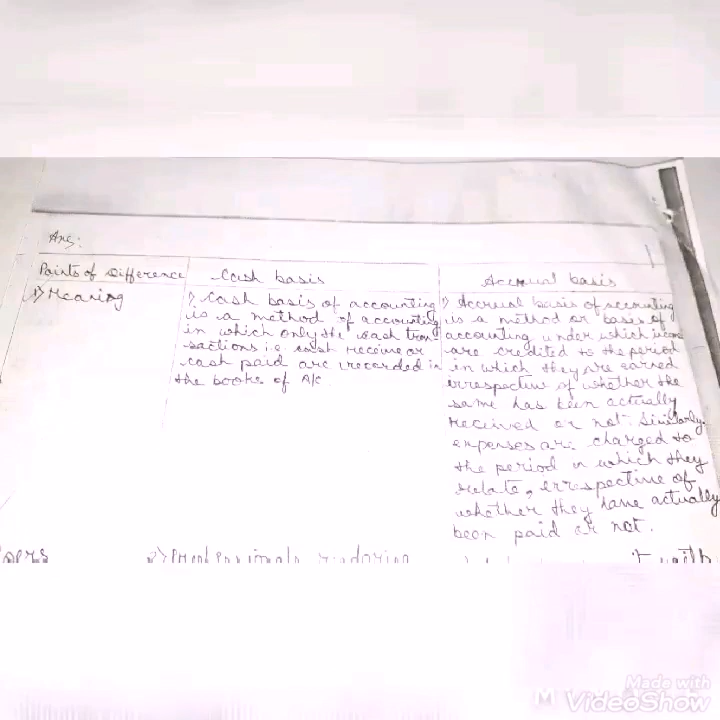 Ans:
Points of Difference
Cash basis
Accrual basis
1) Meaning
1) Cash basis of accounting
is a method of accounting
in which only the cash tran-
sactions i.e. cash receive or
cash paid are recorded in
the books of A/c.
1) Accrual basis of accounting
is a method or basis of
accounting under which income
are credited to the period
in which they are earned
irrespective of whether the
same has been actually
received or not. Similarly,
expenses are charged to
the period in which they
relate, irrespective of
whether they have actually
been paid or not.
Made with
VideoShow